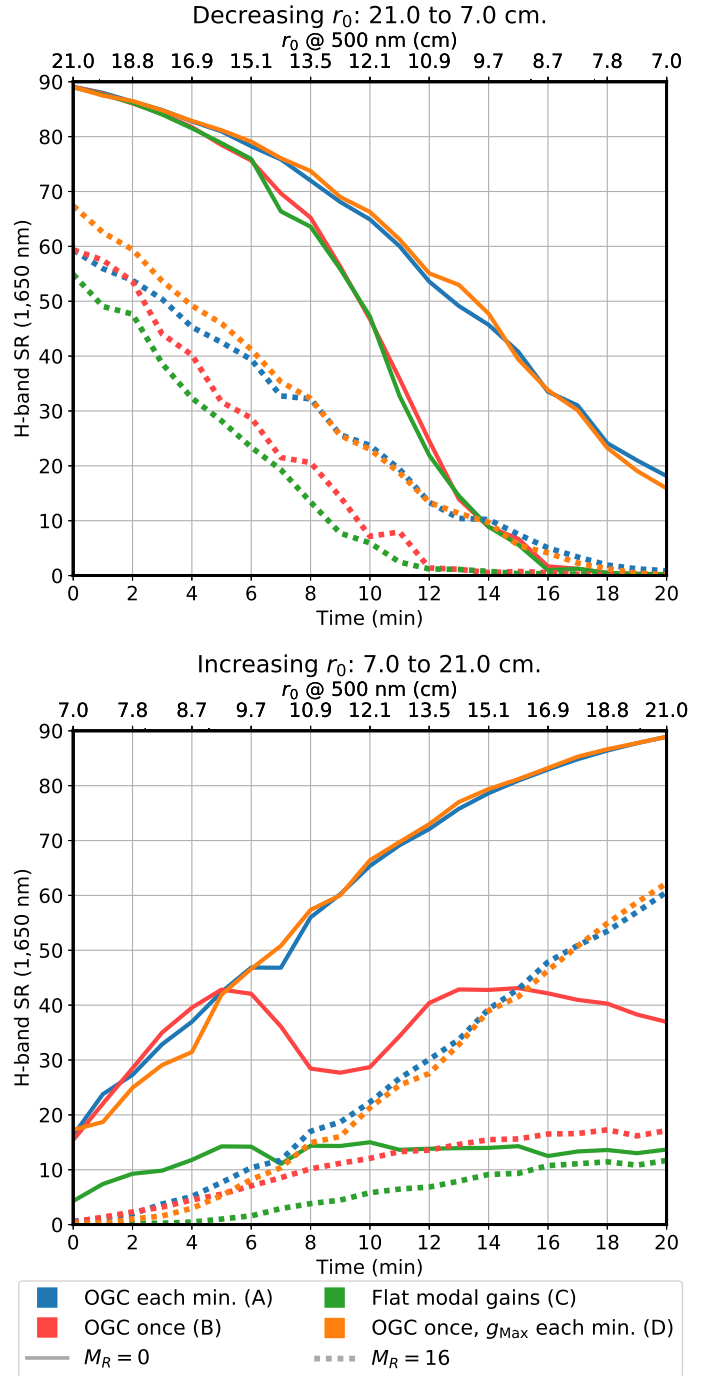 Decreasing r₀: 21.0 to 7.0 cm.
r₀ @ 500 nm (cm)
21.0 18.8 16.9 15.1 13.5 12.1 10.9 9.7 8.7 7.8 7.0
90
80
70
60
50
40
30
20
10
0
H-band SR (1,650 nm)
0 2 4 6 8 10 12 14 16 18 20
Time (min)
Increasing r₀: 7.0 to 21.0 cm.
r₀ @ 500 nm (cm)
7.0 7.8 8.7 9.7 10.9 12.1 13.5 15.1 16.9 18.8 21.0
90
80
70
60
50
40
30
20
10
0
H-band SR (1,650 nm)
0 2 4 6 8 10 12 14 16 18 20
Time (min)
OGC each min. (A) Flat modal gains (C)
OGC once (B) OGC once, g_Max each min. (D)
M_R = 0 M_R = 16